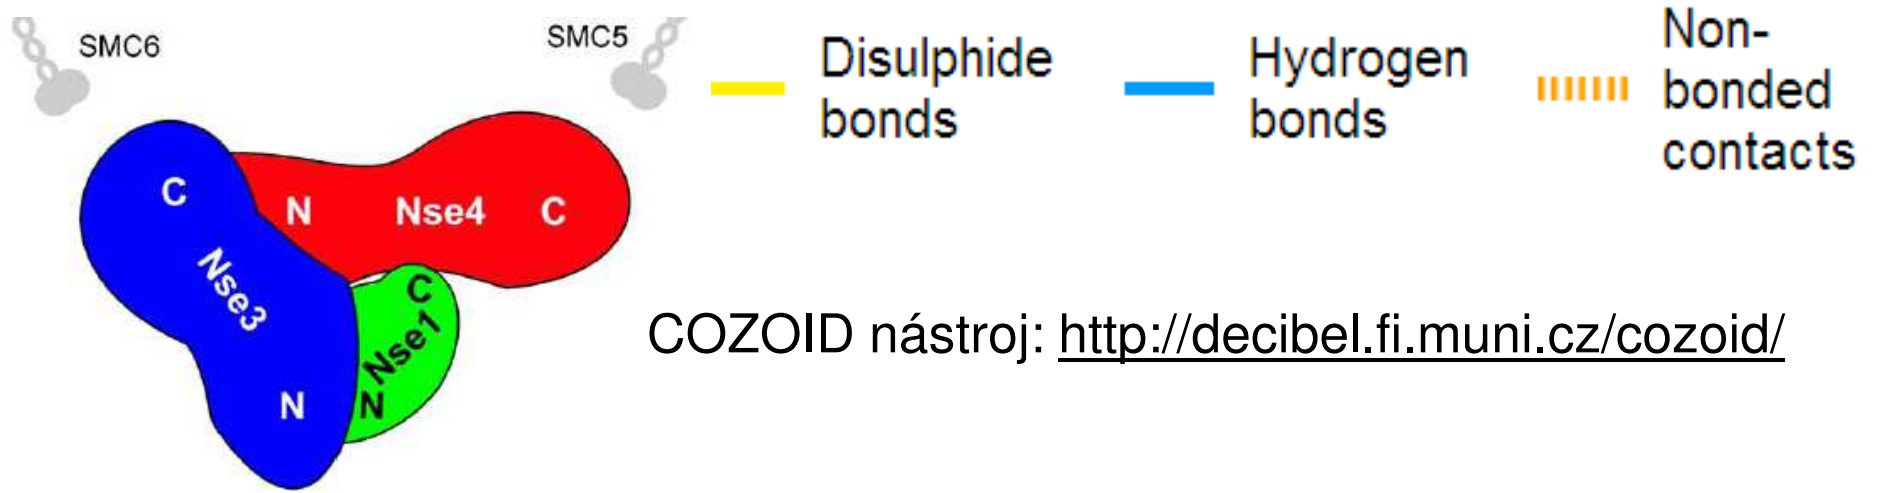 SMC6
SMC5
C
N
Nse4
C
Nse3
C
Nse1
N
N
Disulphide
bonds
Hydrogen
bonds
Non-
bonded
contacts
COZOID nástroj: http://decibel.fi.muni.cz/cozoid/